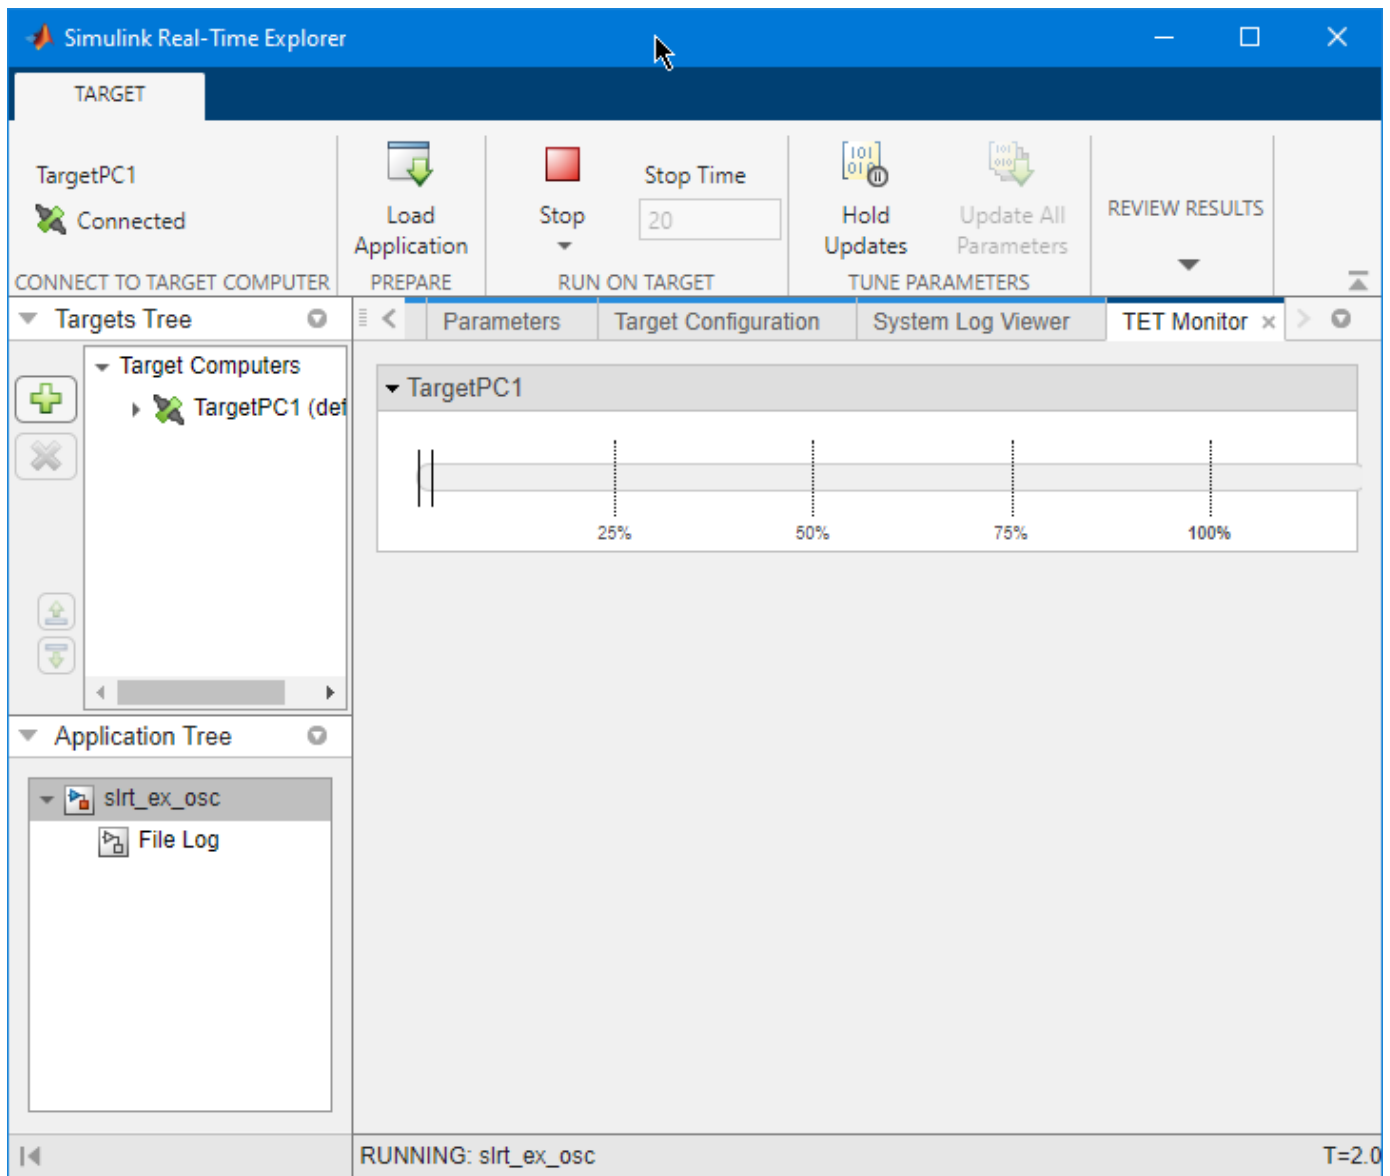 Simulink Real-Time Explorer
TARGET
TargetPC1
Connected
CONNECT TO TARGET COMPUTER
Load
Application
PREPARE
Stop
Stop Time
20
RUN ON TARGET
Hold
Updates
Update All
Parameters
TUNE PARAMETERS
REVIEW RESULTS
Targets Tree
Target Computers
TargetPC1 (def
Parameters
Target Configuration
System Log Viewer
TET Monitor
TargetPC1
25% 50% 75% 100%
Application Tree
slrt_ex_osc
File Log
RUNNING: slrt_ex_osc
T=2.0